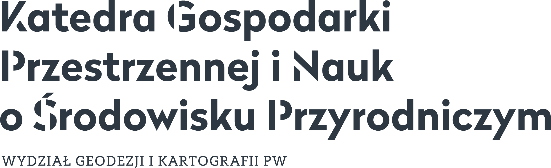 Katedra Gospodarki
Przestrzennej i Nauk
o Środowisku Przyrodniczym
WYDZIAŁ GEODEZJI I KARTOGRAFII PW